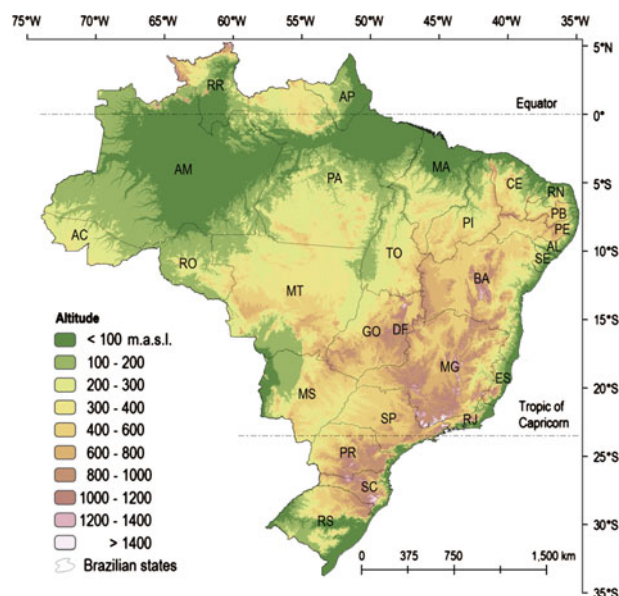 75°W 70°W 65°W 60°W 55°W 50°W 45°W 40°W 35°W
5°N
RR
AP
Equator
0°
AM
PA
MA
CE
RN
5°S
PB
PI
PE
AC
AL
TO
10°S
RO
SE
BA
MT
Altitude
15°S
GO
DF
< 100 m.a.s.l.
100 - 200
MG
200 - 300
ES
MS
20°S
300 - 400
SP
Tropic of
RJ
Capricorn
400 - 600
600 - 800
PR
25°S
800 - 1000
SC
1000 - 1200
1200 - 1400
RS
30°S
> 1400
0 375 750 1,500 km
Brazilian states
35°S